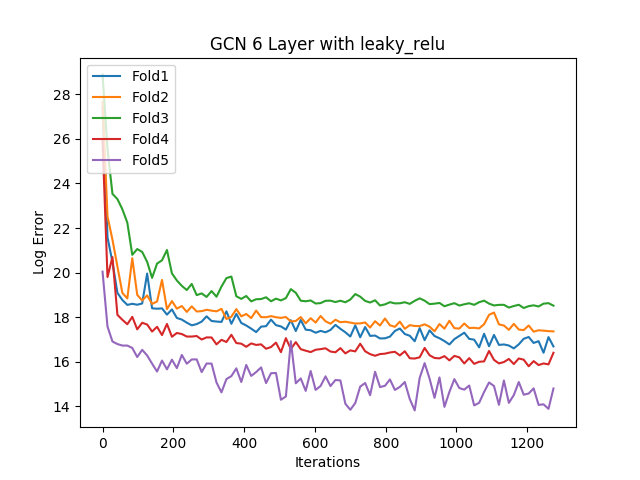 GCN 6 Layer with leaky_relu
Fold1
Fold2
Fold3
Fold4
Fold5
Log Error
28
26
24
22
20
18
16
14
0 200 400 600 800 1000 1200
Iterations